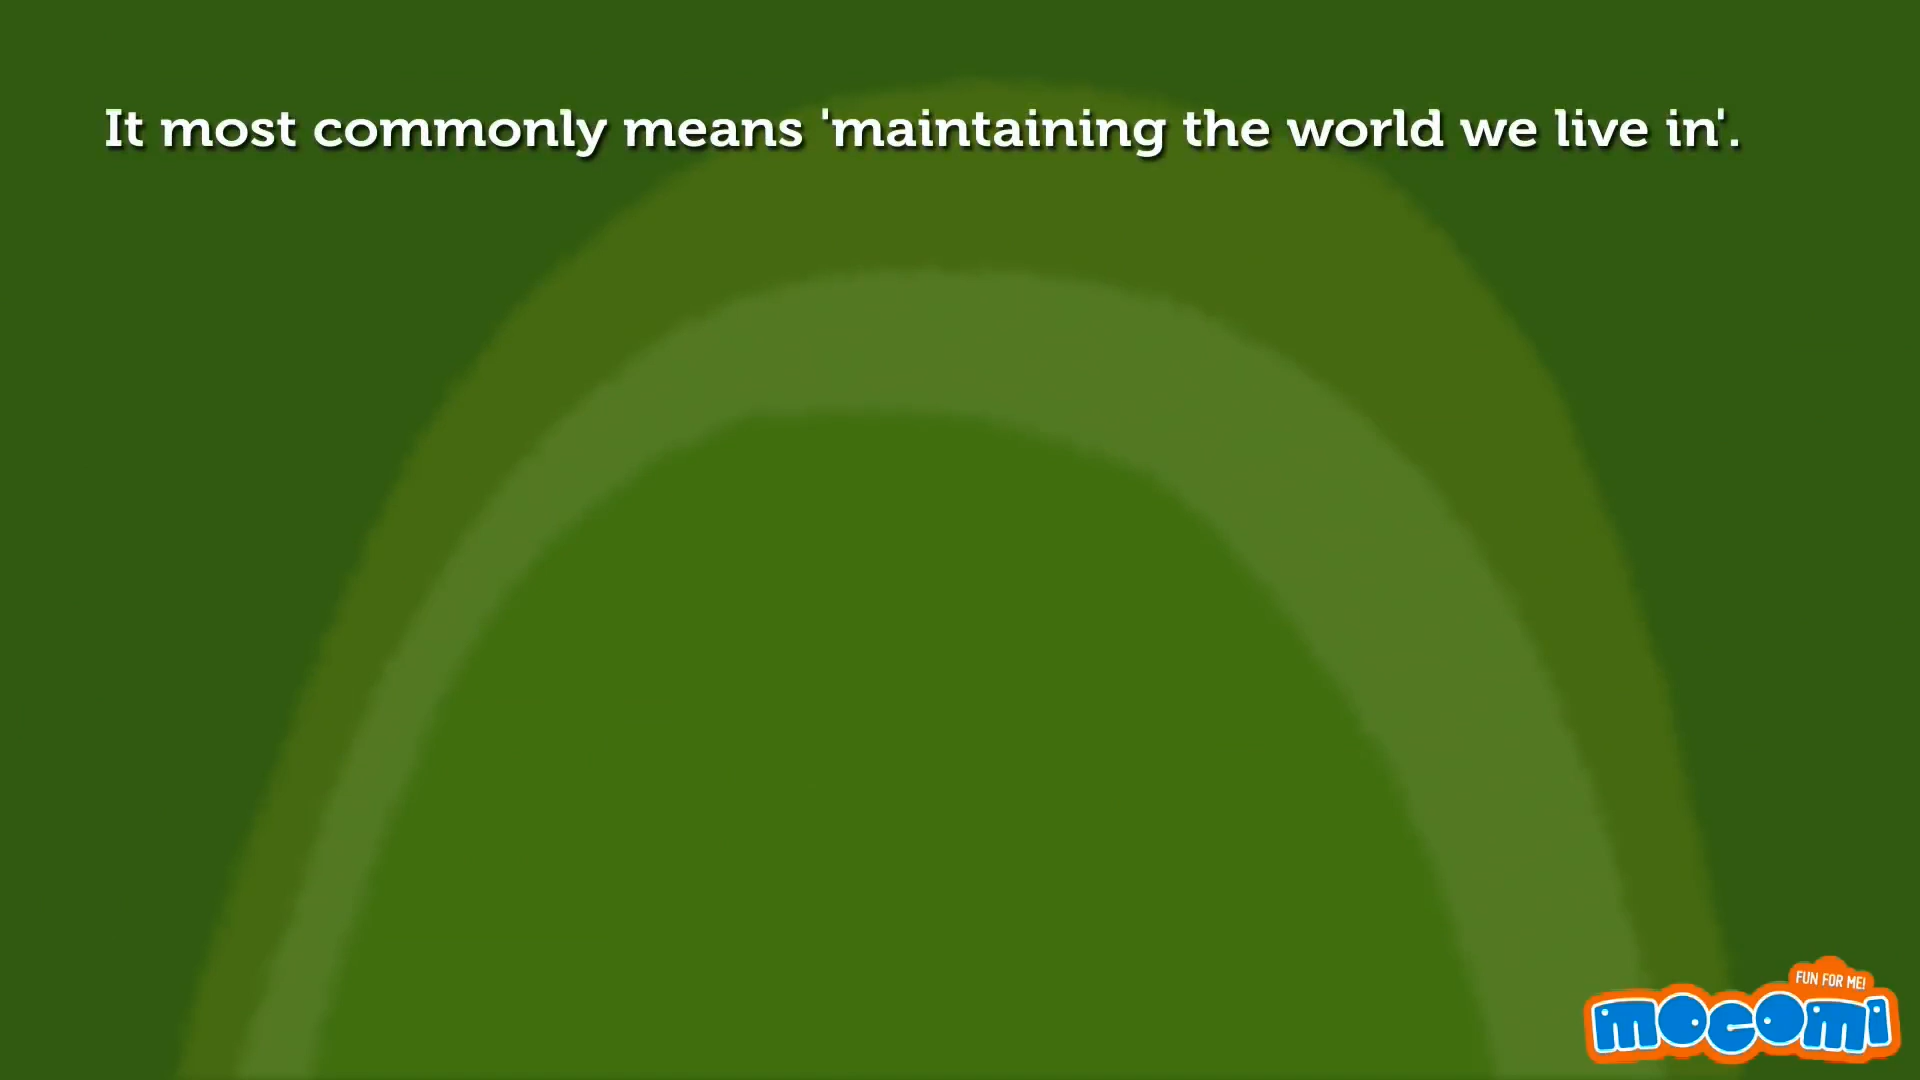 It most commonly means 'maintaining the world we live in'.
FUN FOR ME!
mocomi